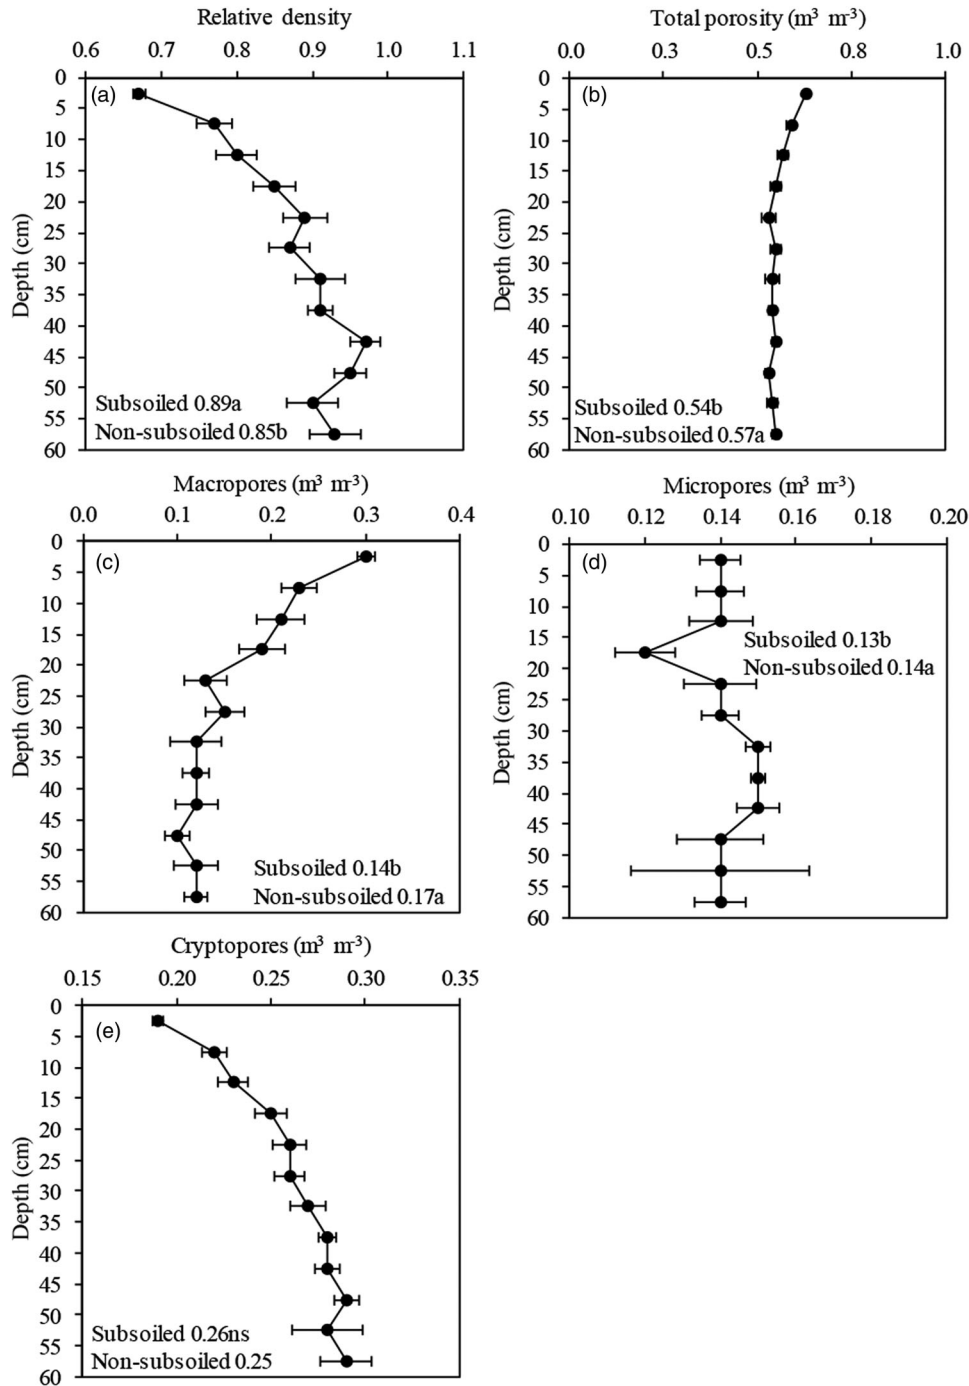 Relative density
0.6 0.7 0.8 0.9 1.0 1.1
0
5
10
15
20
25
30
35
40
45
50
55
60
Depth (cm)
(a)
Subsoiled 0.89a
Non-subsoiled 0.85b
Total porosity (m³ m⁻³)
0.0 0.3 0.5 0.8 1.0
0
5
10
15
20
25
30
35
40
45
50
55
60
Depth (cm)
(b)
Subsoiled 0.54b
Non-subsoiled 0.57a
Macropores (m³ m⁻³)
0.0 0.1 0.2 0.3 0.4
0
5
10
15
20
25
30
35
40
45
50
55
60
Depth (cm)
(c)
Subsoiled 0.14b
Non-subsoiled 0.17a
Micropores (m³ m⁻³)
0.10 0.12 0.14 0.16 0.18 0.20
0
5
10
15
20
25
30
35
40
45
50
55
60
Depth (cm)
(d)
Subsoiled 0.13b
Non-subsoiled 0.14a
Cryptopores (m³ m⁻³)
0.15 0.20 0.25 0.30 0.35
0
5
10
15
20
25
30
35
40
45
50
55
60
Depth (cm)
(e)
Subsoiled 0.26ns
Non-subsoiled 0.25